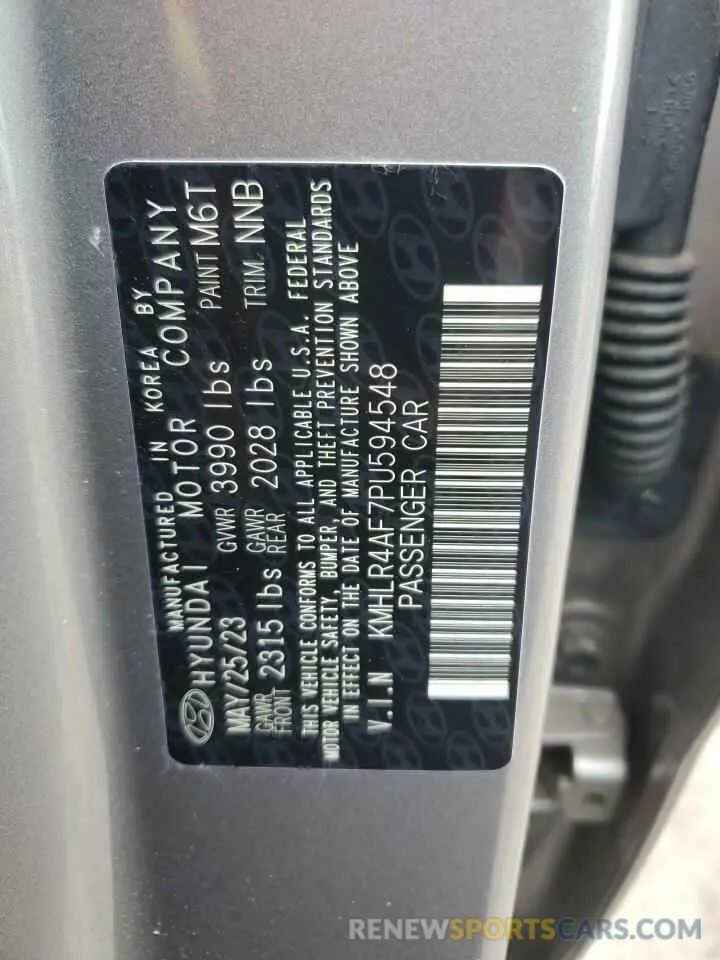 MANUFACTURED IN KOREA BY
HYUNDAI MOTOR COMPANY
MAY/25/23 GVWR 3990 lbs PAINT M6T
GAWR FRONT 2315 lbs GAWR REAR 2028 lbs TRIM NNB
THIS VEHICLE CONFORMS TO ALL APPLICABLE U.S.A. FEDERAL
MOTOR VEHICLE SAFETY, BUMPER, AND THEFT PREVENTION STANDARDS
IN EFFECT ON THE DATE OF MANUFACTURE SHOWN ABOVE
V.I.N KMHLR4AF7PU594548
PASSENGER CAR
RENEWSPORTSCARS.COM